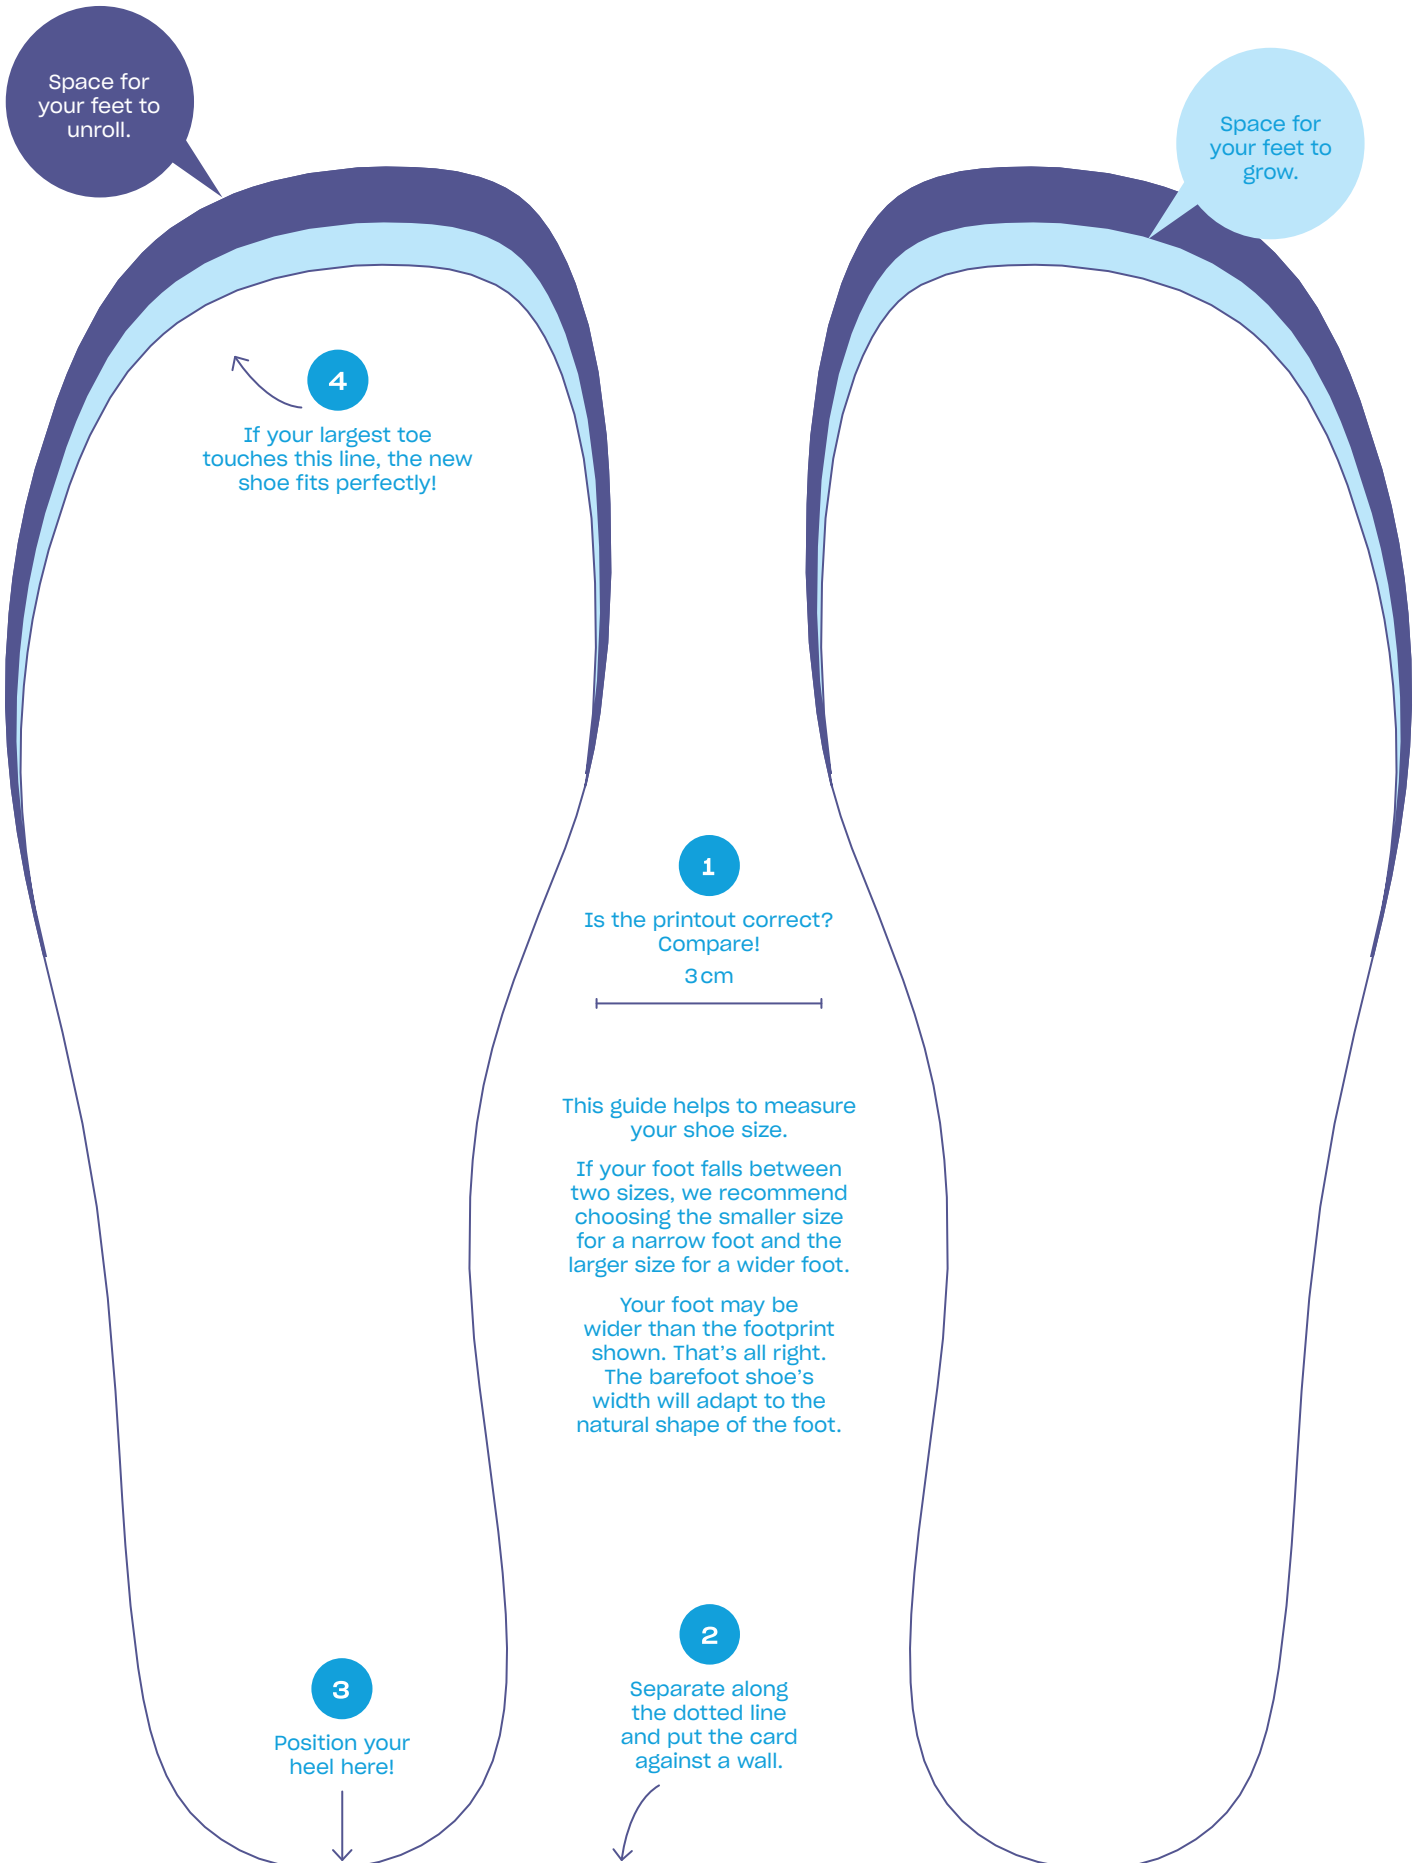 Space for
your feet to
unroll.
Space for
your feet to
grow.
4
If your largest toe
touches this line, the new
shoe fits perfectly!
1
Is the printout correct?
Compare!
3 cm
This guide helps to measure
your shoe size.
If your foot falls between
two sizes, we recommend
choosing the smaller size
for a narrow foot and the
larger size for a wider foot.
Your foot may be
wider than the footprint
shown. That's all right.
The barefoot shoe's
width will adapt to the
natural shape of the foot.
2
Separate along
the dotted line
and put the card
against a wall.
3
Position your
heel here!